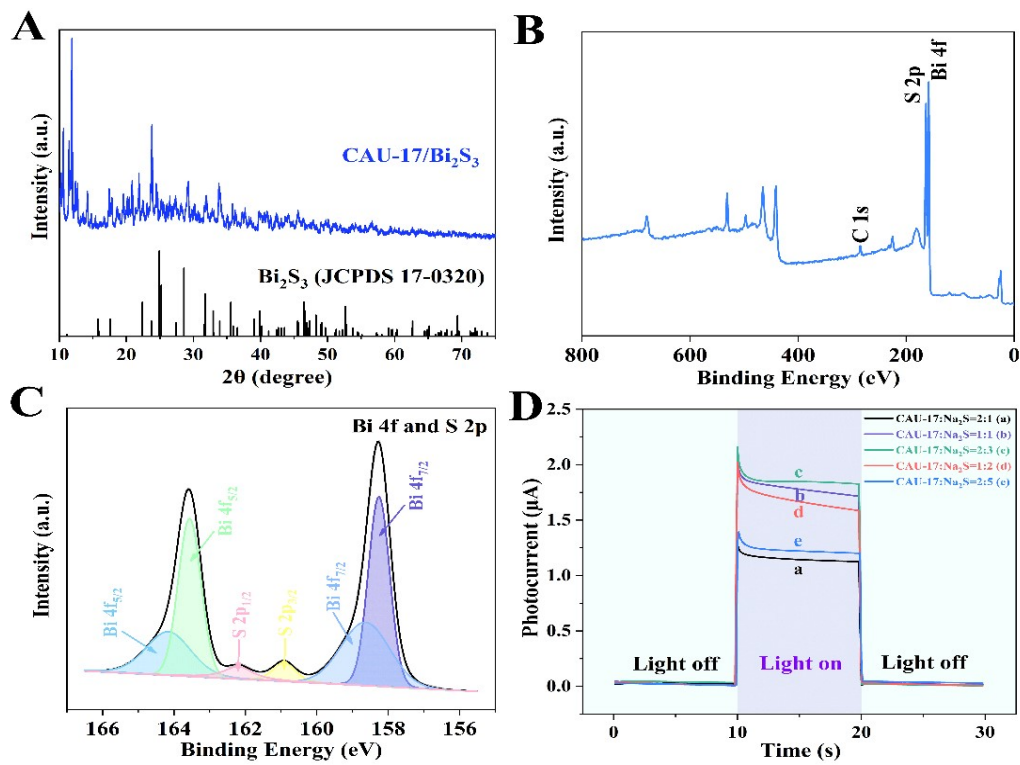 A
Intensity (a.u.)
CAU-17/Bi₂S₃
Bi₂S₃ (JCPDS 17-0320)
10 20 30 40 50 60 70
2θ (degree)
B
Intensity (a.u.)
S 2p
Bi 4f
C 1s
800 600 400 200 0
Binding Energy (eV)
C
Bi 4f and S 2p
Intensity (a.u.)
Bi 4f₅/₂
Bi 4f₅/₂
S 2p₁/₂
S 2p₃/₂
Bi 4f₇/₂
Bi 4f₇/₂
166 164 162 160 158 156
Binding Energy (eV)
D
Photocurrent (μA)
2.5
2.0
1.5
1.0
0.5
0.0
CAU-17:Na₂S=2:1 (a)
CAU-17:Na₂S=1:1 (b)
CAU-17:Na₂S=2:3 (c)
CAU-17:Na₂S=1:2 (d)
CAU-17:Na₂S=2:5 (e)
c
b
d
e
a
Light off
Light on
Light off
0 10 20 30
Time (s)